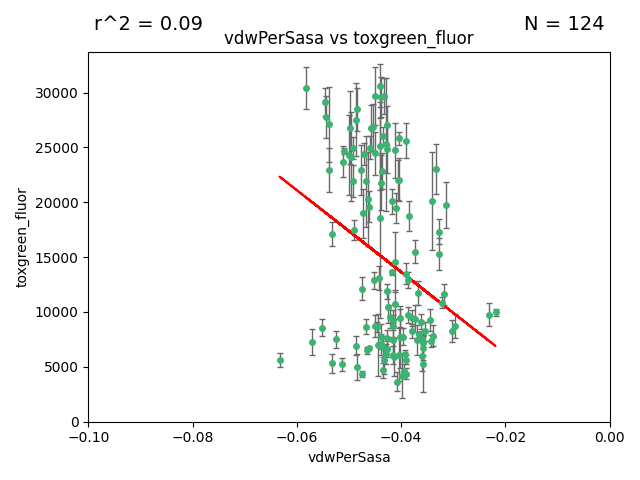 r^2 = 0.09
N = 124
vdwPerSasa vs toxgreen_fluor
toxgreen_fluor
30000
25000
20000
15000
10000
5000
0
−0.10
−0.08
−0.06
−0.04
−0.02
0.00
vdwPerSasa